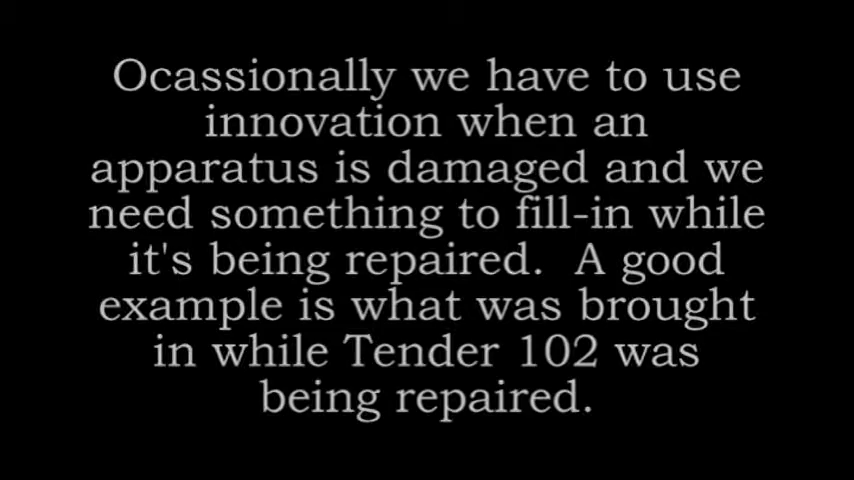 Ocassionally we have to use
innovation when an
apparatus is damaged and we
need something to fill-in while
it's being repaired.  A good
example is what was brought
in while Tender 102 was
being repaired.